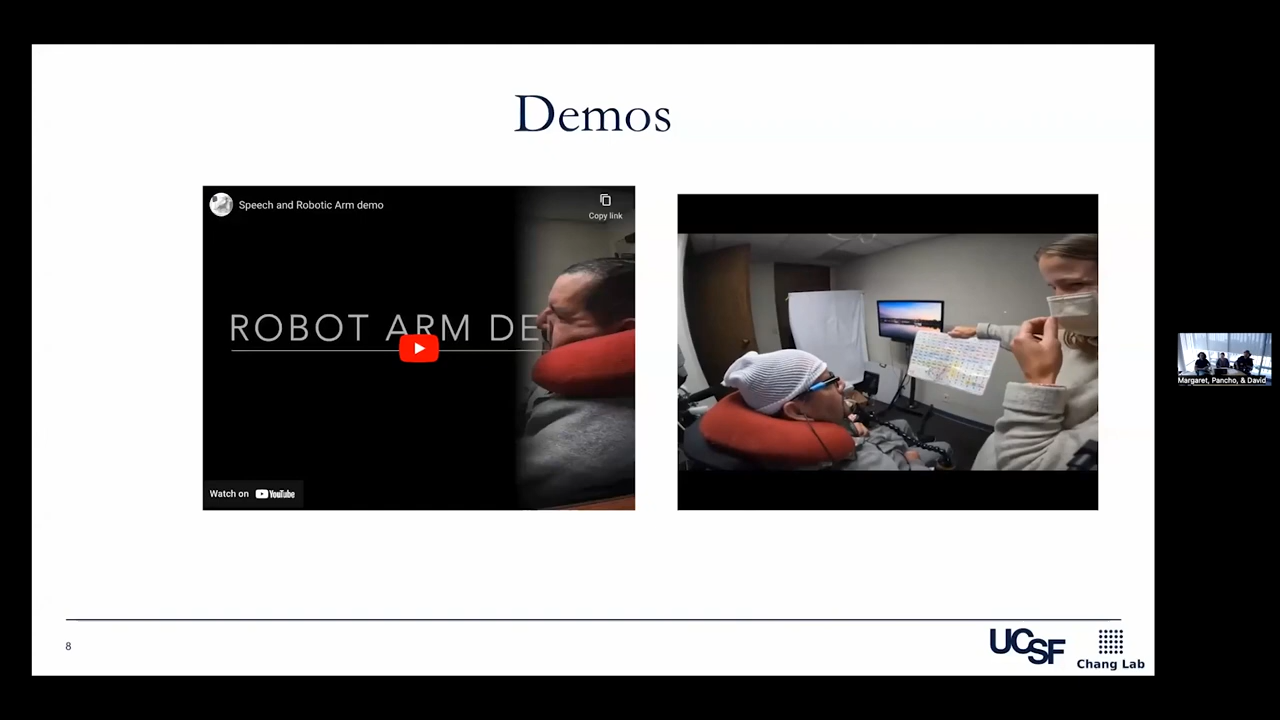 Demos
Speech and Robotic Arm demo
Copy link
ROBOT ARM DE
Watch on YouTube
Margaret, Pancho, & David
8
UCSF
Chang Lab